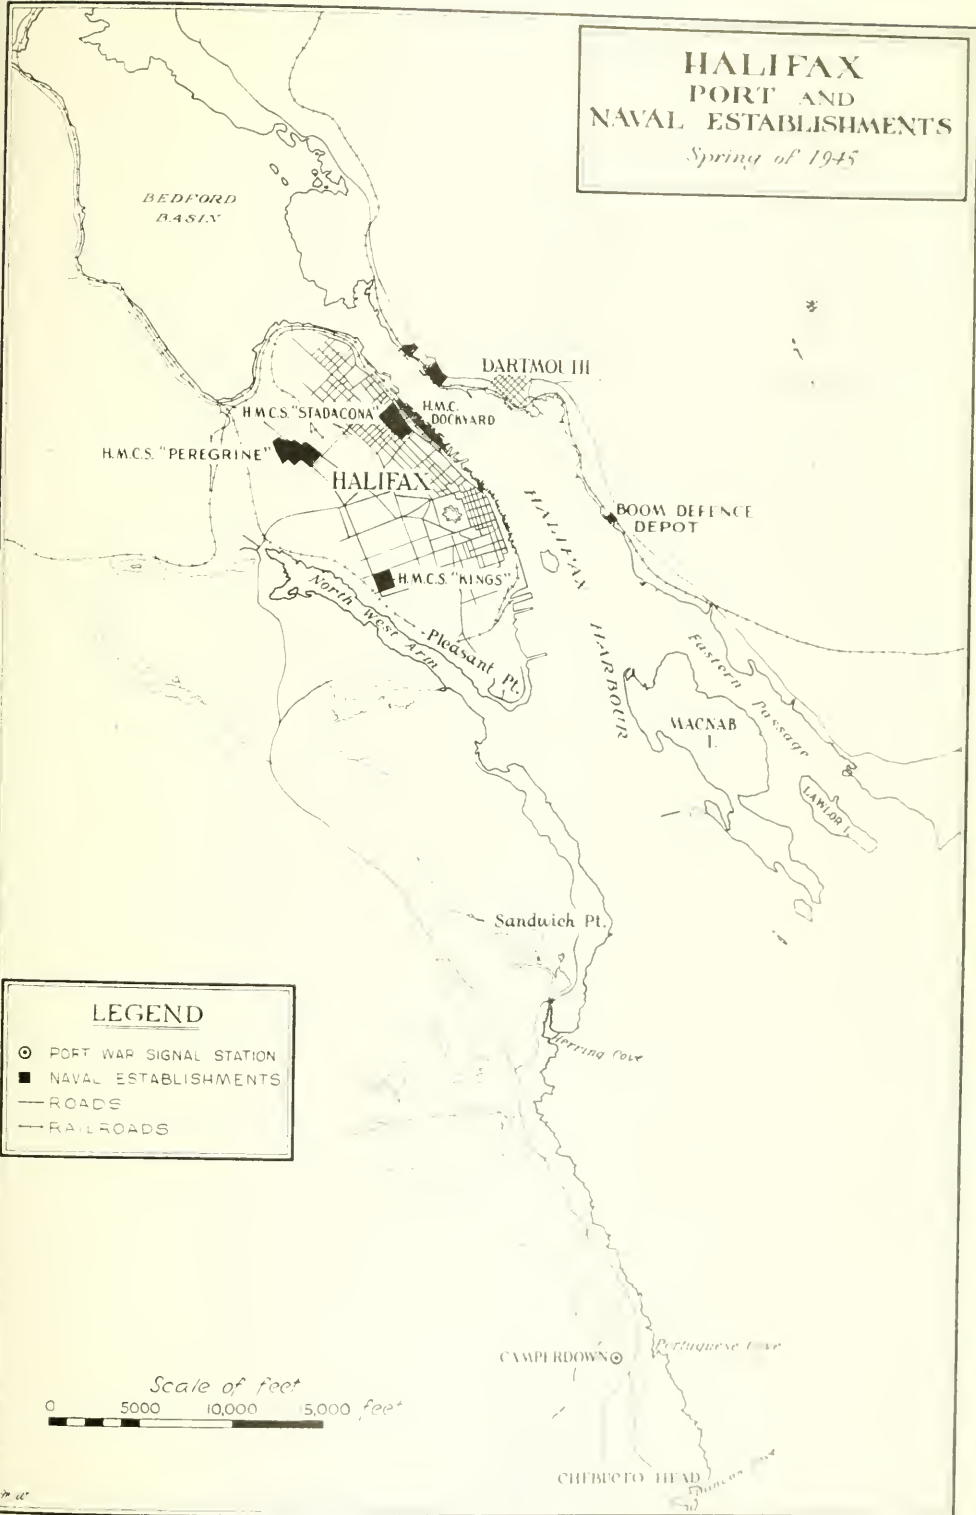 HALIFAX
PORT AND
NAVAL ESTABLISHMENTS
Spring of 1945
BEDFORD
BASIN
DARTMOUTH
H.M.C.S. "STADACONA"
H.M.C.
DOCKYARD
H.M.C.S. "PEREGRINE"
HALIFAX
BOOM DEFENCE
DEPOT
HALIFAX HARBOUR
H.M.C.S. "KINGS"
North West Arm
Pleasant Pt.
Eastern Passage
MACNAB
I.
LAWLOR I.
Sandwich Pt.
Herring Cove
LEGEND
PORT WAR SIGNAL STATION
NAVAL ESTABLISHMENTS
ROADS
RAILROADS
CAMPERDOWN
Portuguese Cove
Scale of feet
0 5000 10,000 15,000 feet
CHEBUCTO HEAD